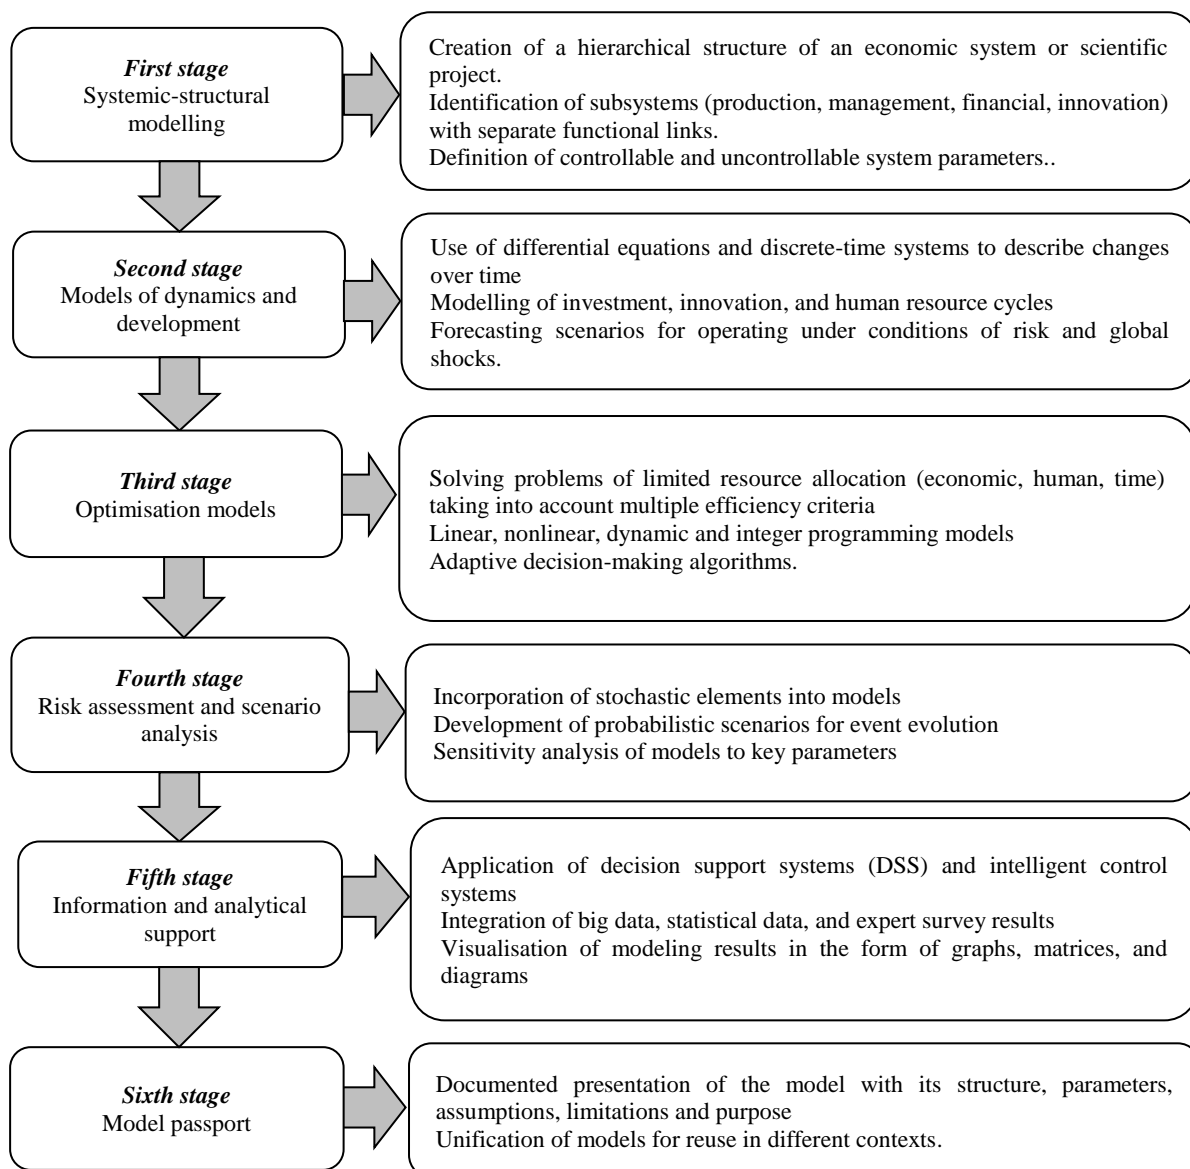 First stage
Systemic-structural
modelling
Creation of a hierarchical structure of an economic system or scientific
project.
Identification of subsystems (production, management, financial, innovation)
with separate functional links.
Definition of controllable and uncontrollable system parameters..
Second stage
Models of dynamics and
development
Use of differential equations and discrete-time systems to describe changes
over time
Modelling of investment, innovation, and human resource cycles
Forecasting scenarios for operating under conditions of risk and global
shocks.
Third stage
Optimisation models
Solving problems of limited resource allocation (economic, human, time)
taking into account multiple efficiency criteria
Linear, nonlinear, dynamic and integer programming models
Adaptive decision-making algorithms.
Fourth stage
Risk assessment and scenario
analysis
Incorporation of stochastic elements into models
Development of probabilistic scenarios for event evolution
Sensitivity analysis of models to key parameters
Fifth stage
Information and analytical
support
Application of decision support systems (DSS) and intelligent control
systems
Integration of big data, statistical data, and expert survey results
Visualisation of modeling results in the form of graphs, matrices, and
diagrams
Sixth stage
Model passport
Documented presentation of the model with its structure, parameters,
assumptions, limitations and purpose
Unification of models for reuse in different contexts.